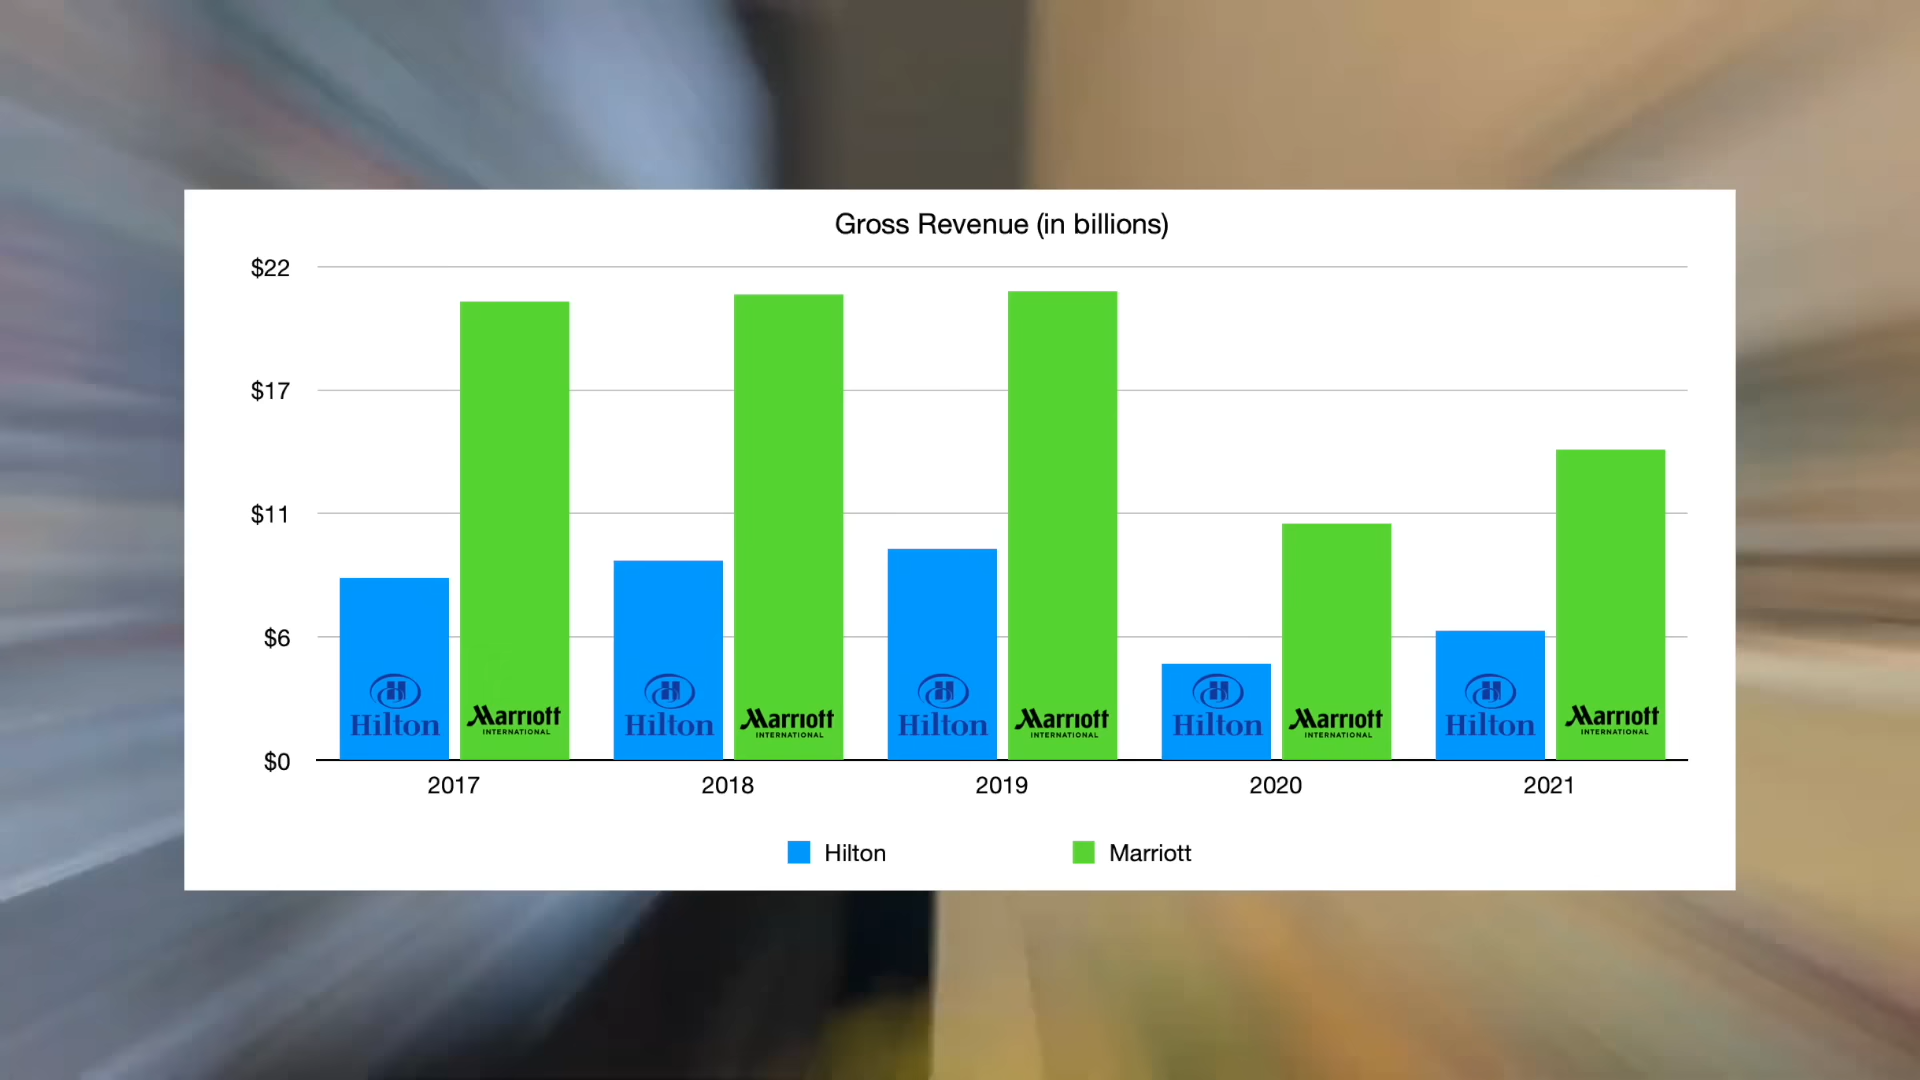 Gross Revenue (in billions)
$22
$17
$11
$6
$0
Hilton
Marriott
INTERNATIONAL
Hilton
Marriott
INTERNATIONAL
Hilton
Marriott
INTERNATIONAL
Hilton
Marriott
INTERNATIONAL
Hilton
Marriott
INTERNATIONAL
2017 2018 2019 2020 2021
Hilton Marriott